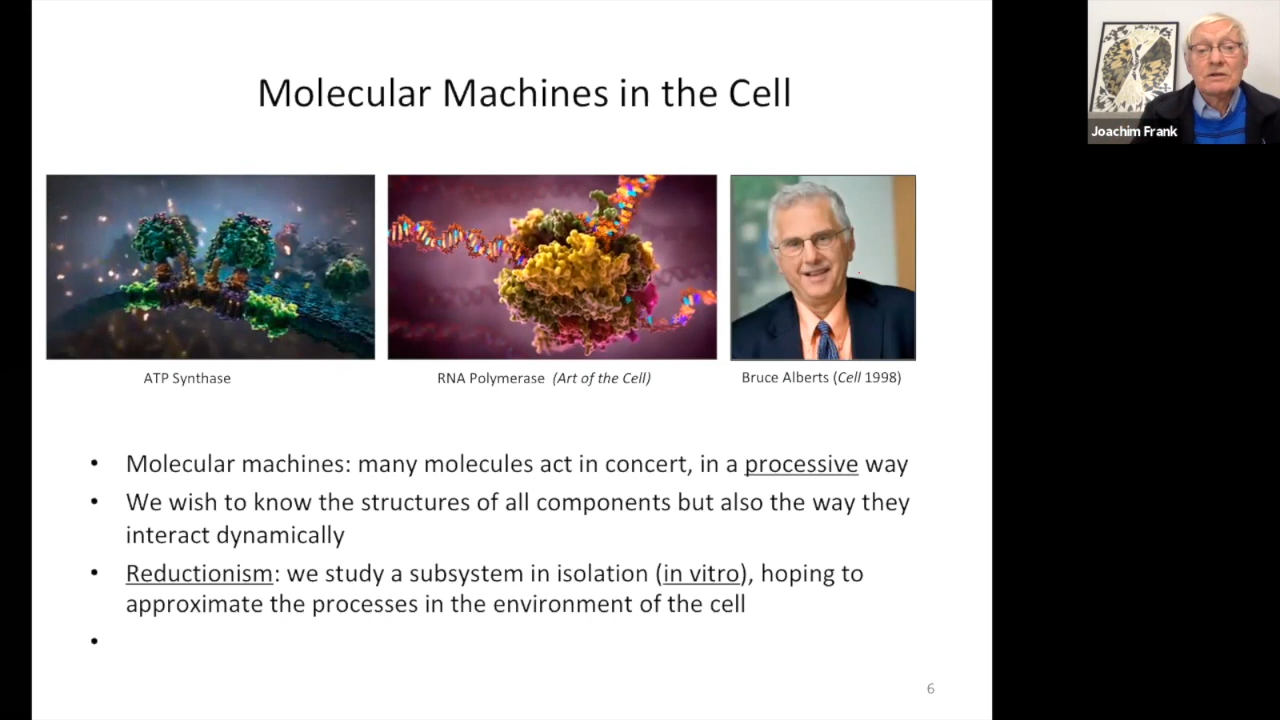 Molecular Machines in the Cell
Joachim Frank
ATP Synthase
RNA Polymerase (Art of the Cell)
Bruce Alberts (Cell 1998)
• Molecular machines: many molecules act in concert, in a processive way
• We wish to know the structures of all components but also the way they
interact dynamically
• Reductionism: we study a subsystem in isolation (in vitro), hoping to
approximate the processes in the environment of the cell
•
6